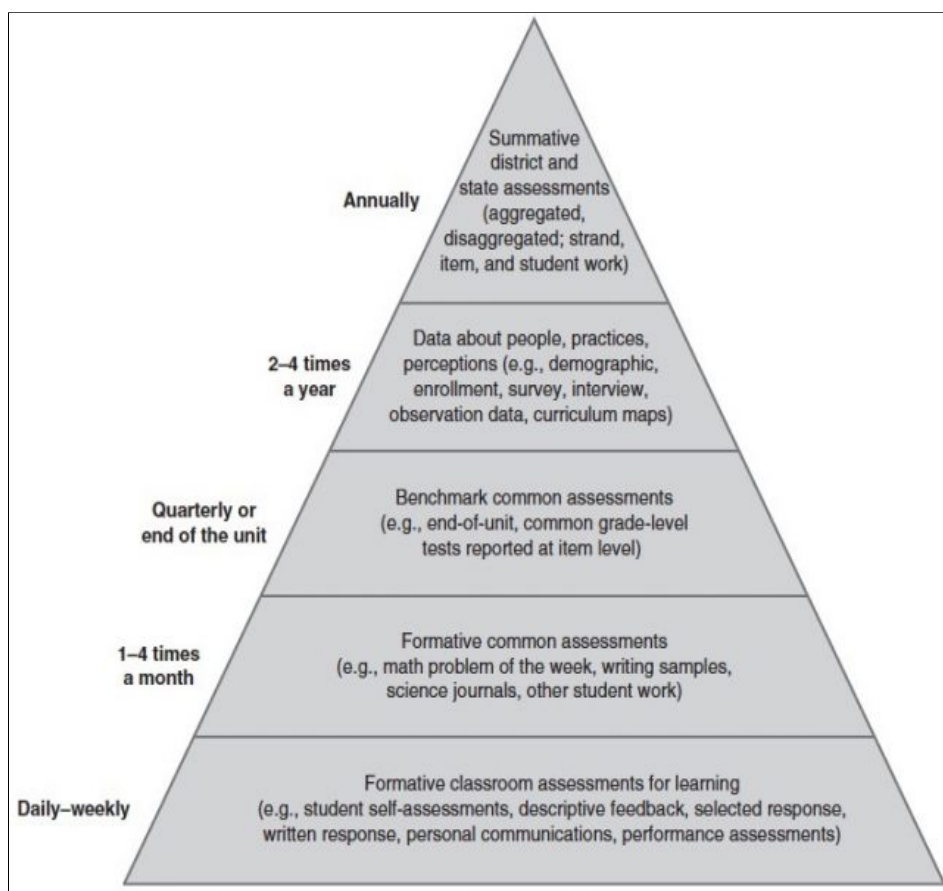 Summative
district and
state assessments
(aggregated,
disaggregated; strand,
item, and student work)
Annually
Data about people, practices,
perceptions (e.g., demographic,
enrollment, survey, interview,
observation data, curriculum maps)
2–4 times
a year
Benchmark common assessments
(e.g., end-of-unit, common grade-level
tests reported at item level)
Quarterly or
end of the unit
Formative common assessments
(e.g., math problem of the week, writing samples,
science journals, other student work)
1–4 times
a month
Formative classroom assessments for learning
(e.g., student self-assessments, descriptive feedback, selected response,
written response, personal communications, performance assessments)
Daily–weekly